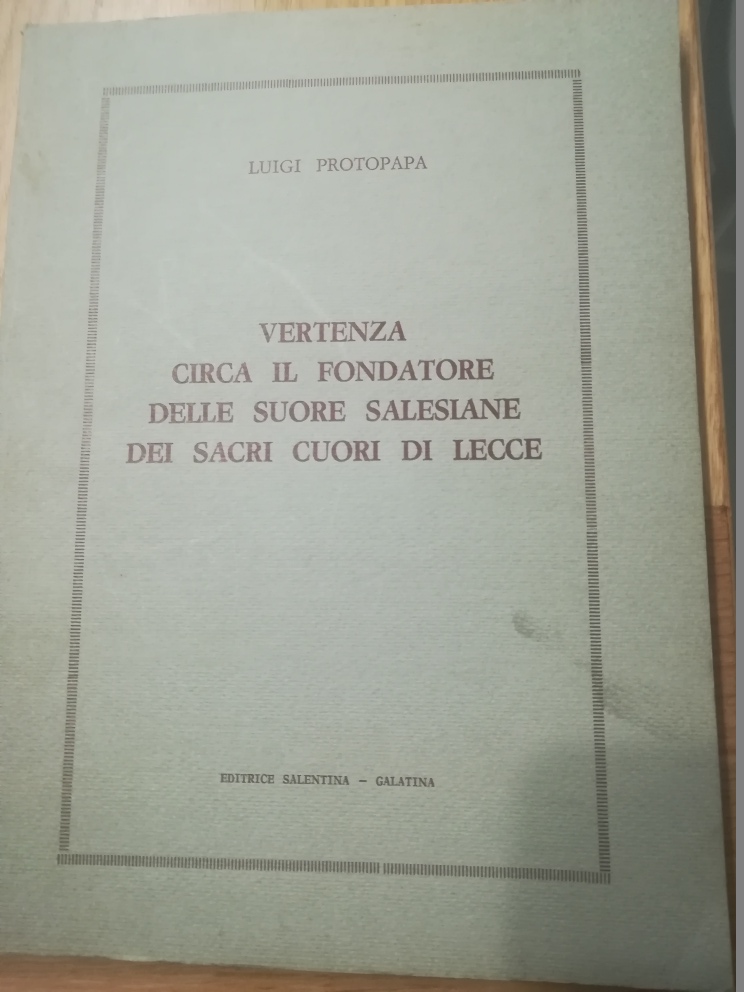 LUIGI PROTOPAPA
VERTENZA
CIRCA IL FONDATORE
DELLE SUORE SALESIANE
DEI SACRI CUORI DI LECCE
EDITRICE SALENTINA – GALATINA